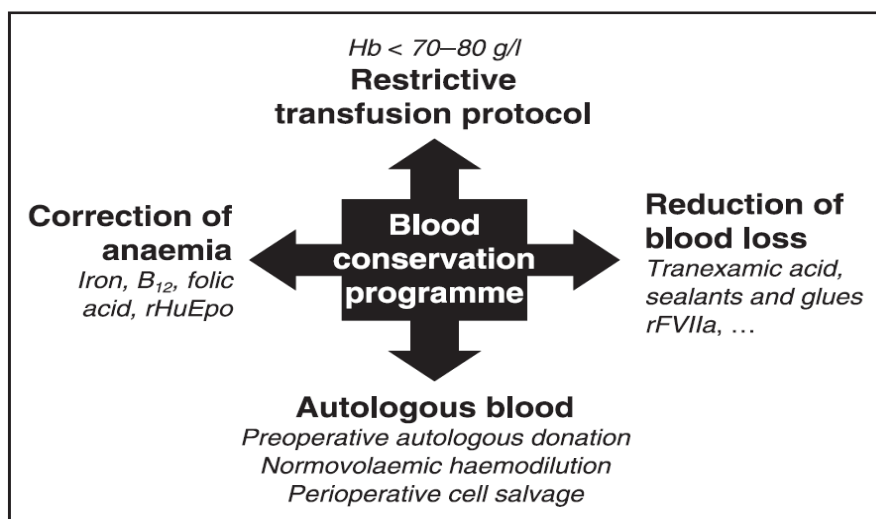 Hb < 70–80 g/l
Restrictive
transfusion protocol
Correction of
anaemia
Iron, B12, folic
acid, rHuEpo
Blood
conservation
programme
Reduction of
blood loss
Tranexamic acid,
sealants and glues
rFVIIa, …
Autologous blood
Preoperative autologous donation
Normovolaemic haemodilution
Perioperative cell salvage